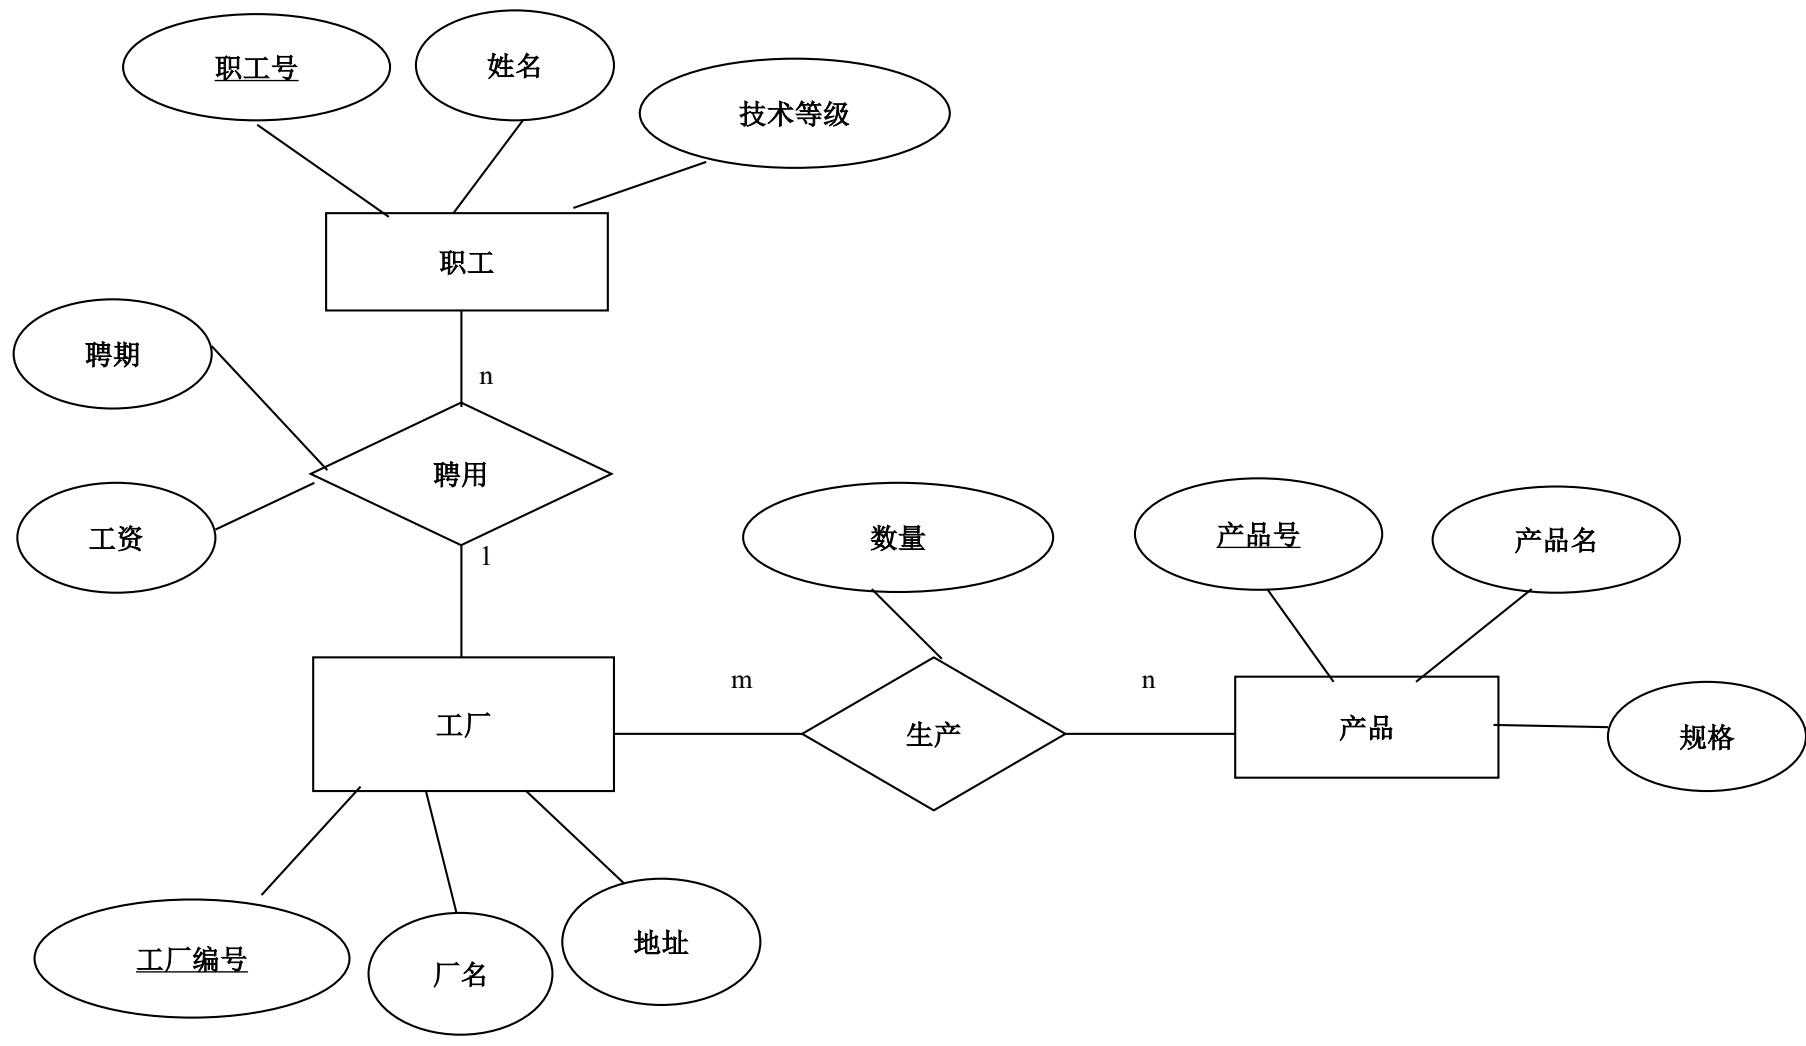 职工号
姓名
技术等级
职工
聘期
n
聘用
工资
1
数量
产品号
产品名
工厂
m
生产
n
产品
规格
工厂编号
厂名
地址